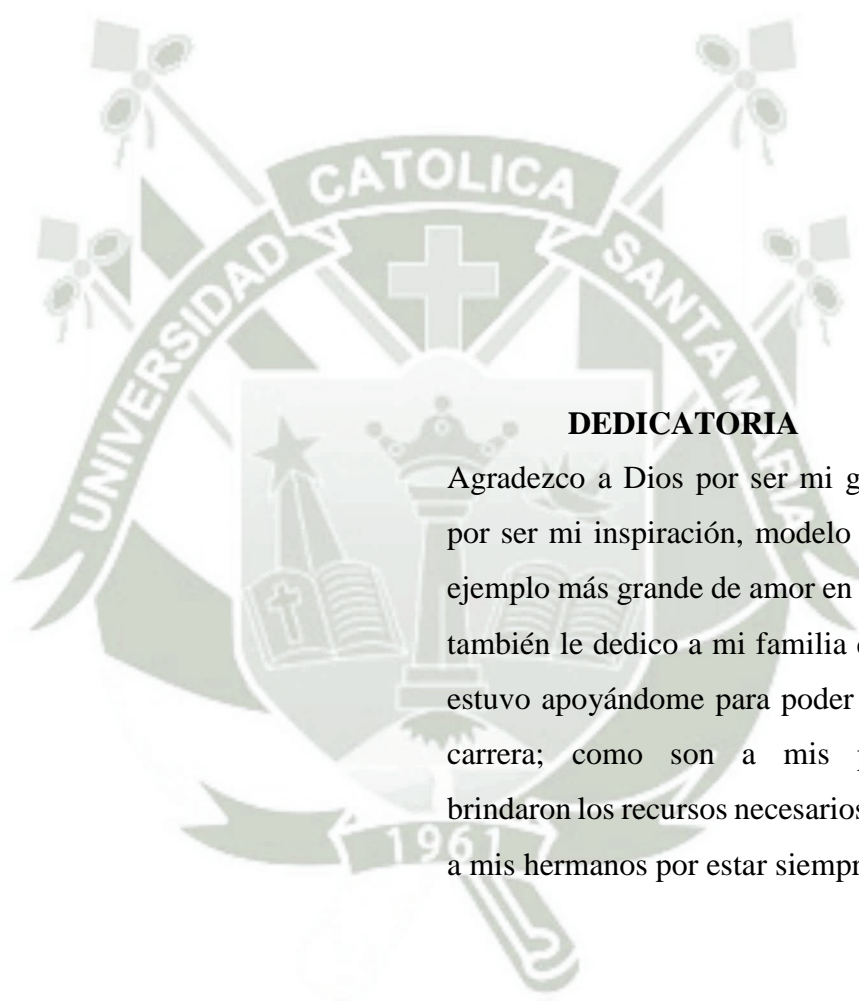 CATOLICA
UNIVERSIDAD
SANTA MARIA
DEDICATORIA
Agradezco a Dios por ser mi
por ser mi inspiración, modelo
ejemplo más grande de amor en
también le dedico a mi familia
estuvo apoyándome para poder
carrera; como son a mis
brindaron los recursos necesarios
a mis hermanos por estar
1961